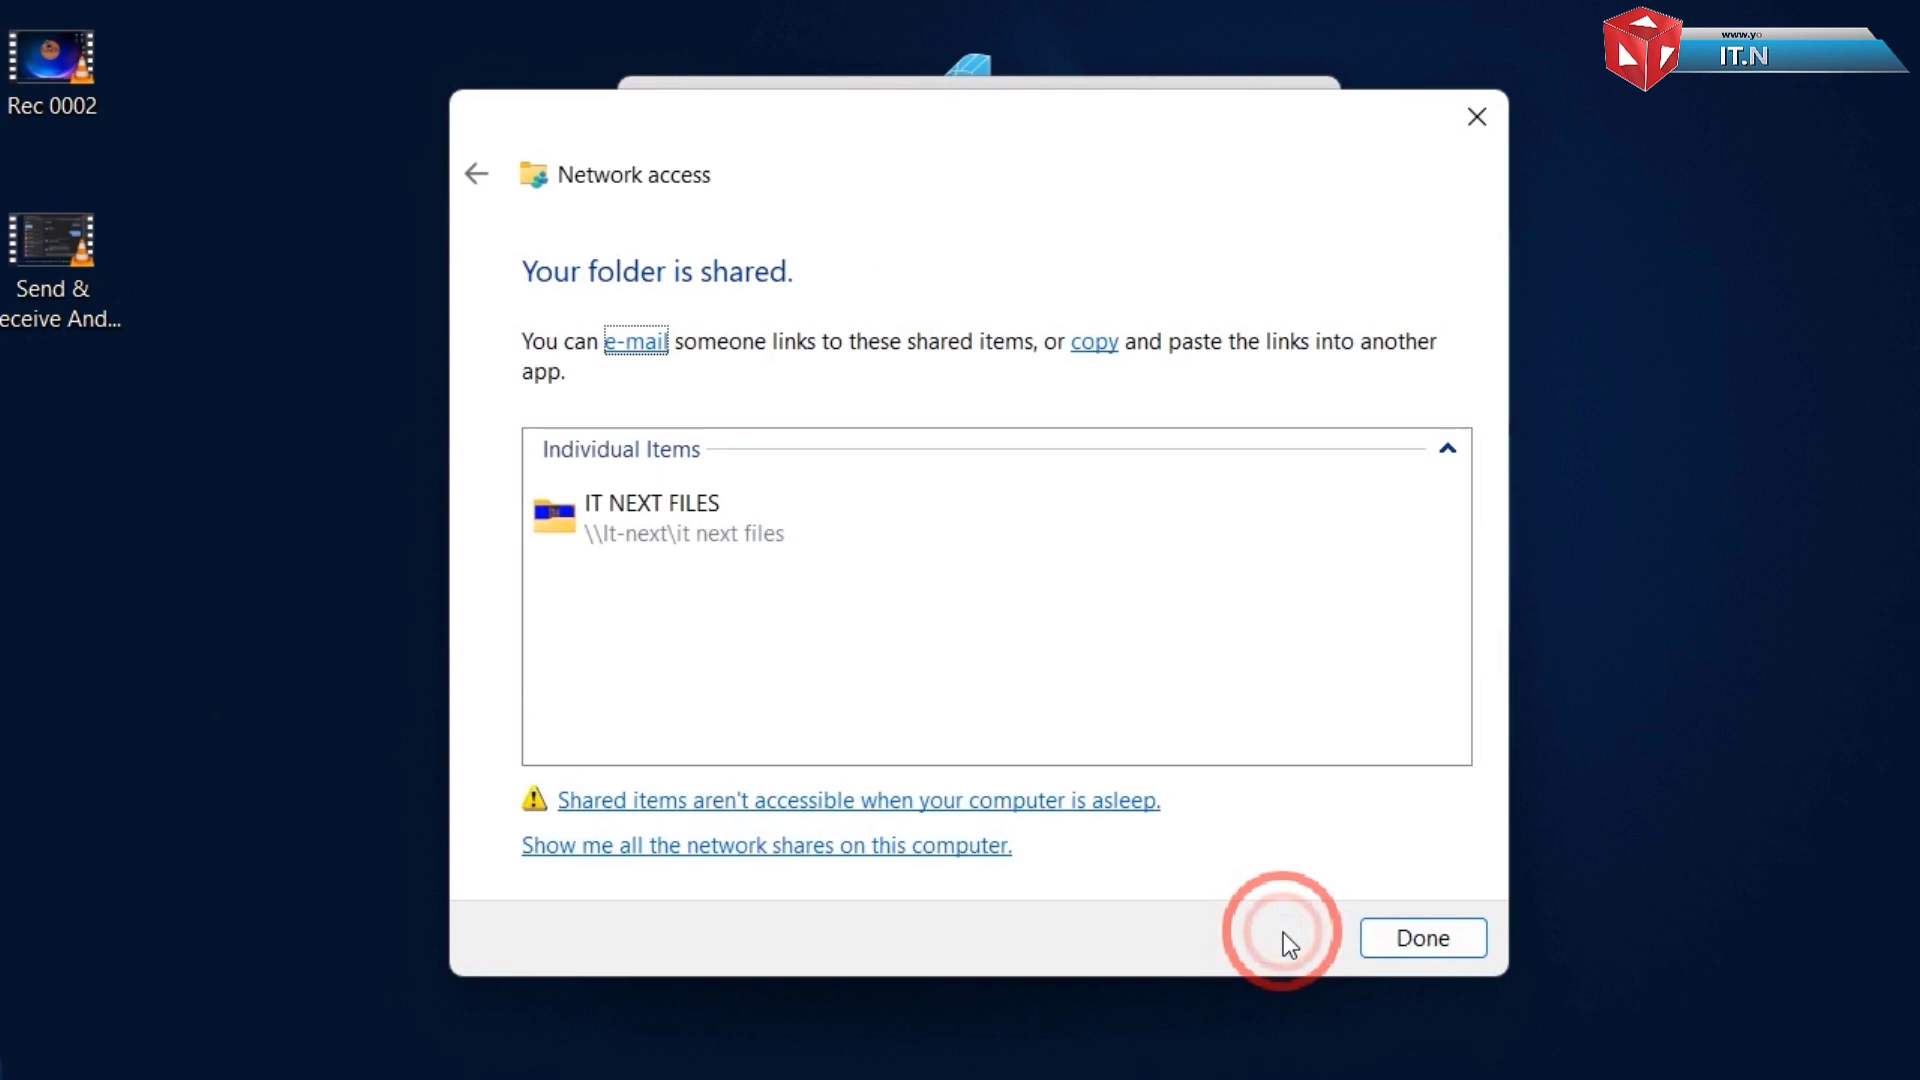 Rec 0002
Send &
eceive And...
www.yo
IT.N
Network access
Your folder is shared.
You can e-mail someone links to these shared items, or copy and paste the links into another
app.
Individual Items
IT NEXT FILES
\\It-next\it next files
Shared items aren't accessible when your computer is asleep.
Show me all the network shares on this computer.
Done